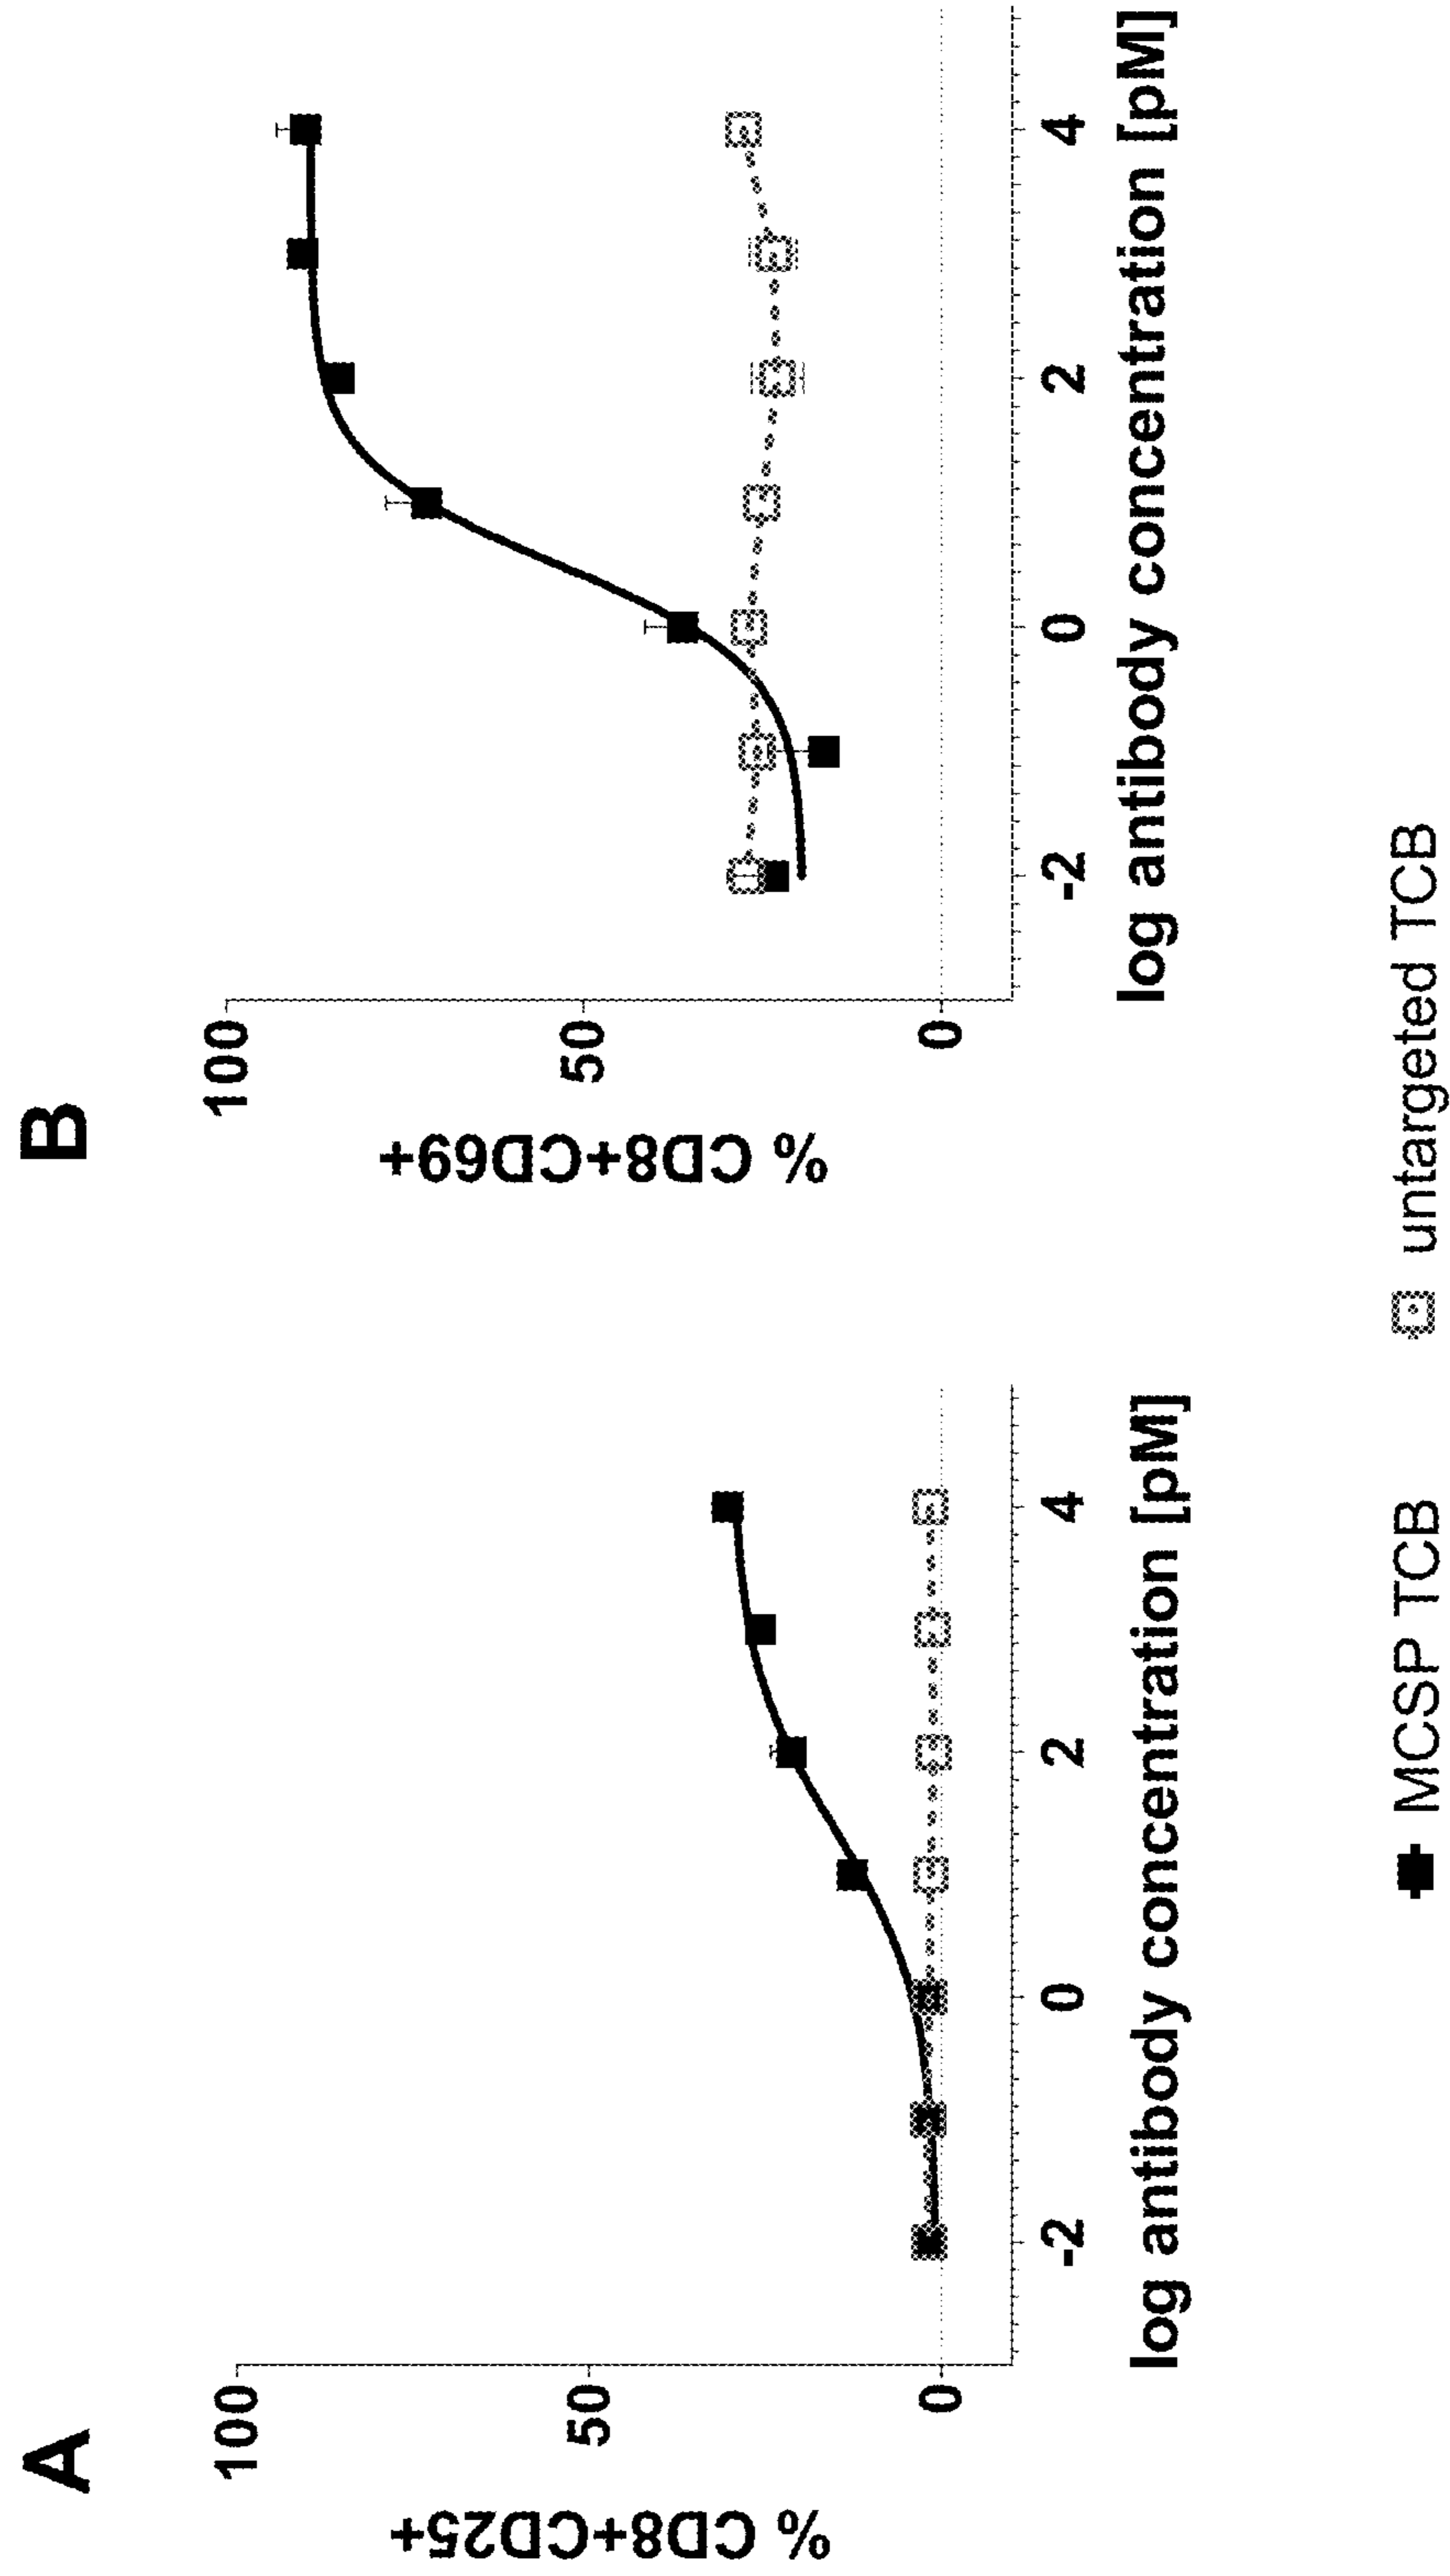 A
% CD8+CD25+
100
50
0
-2 0 2 4
log antibody concentration [pM]
B
% CD8+CD69+
100
50
0
-2 0 2 4
log antibody concentration [pM]
MCSP TCB untargeted TCB